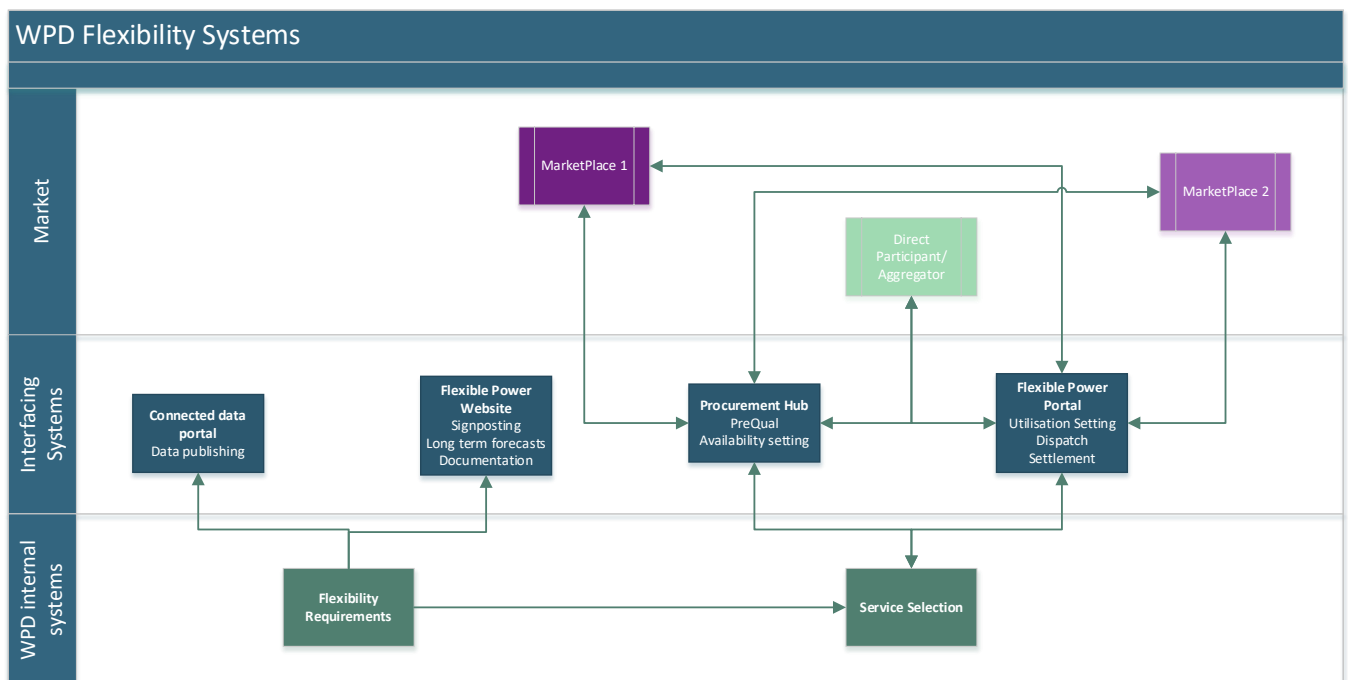 WPD Flexibility Systems
Market
MarketPlace 1
MarketPlace 2
Direct
Participant/
Aggregator
Interfacing
Systems
Connected data
portal
Data publishing
Flexible Power
Website
Signposting
Long term forecasts
Documentation
Procurement Hub
PreQual
Availability setting
Flexible Power
Portal
Utilisation Setting
Dispatch
Settlement
WPD internal
systems
Flexibility
Requirements
Service Selection